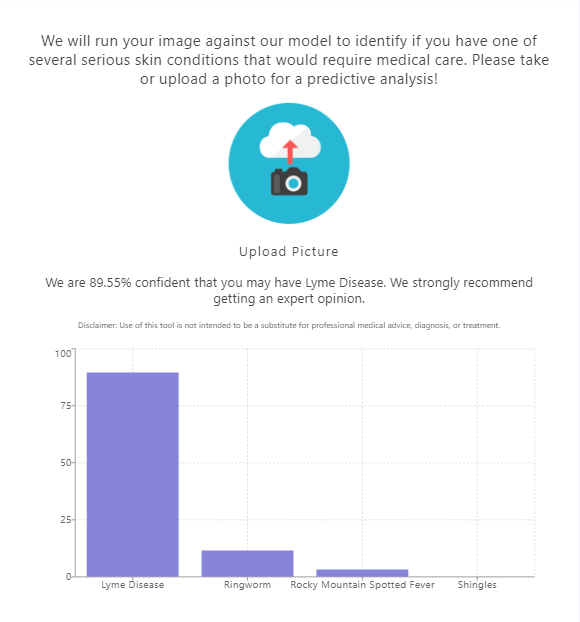 We will run your image against our model to identify if you have one of
several serious skin conditions that would require medical care. Please take
or upload a photo for a predictive analysis!
Upload Picture
We are 89.55% confident that you may have Lyme Disease. We strongly recommend
getting an expert opinion.
Disclaimer: Use of this tool is not intended to be a substitute for professional medical advice, diagnosis, or treatment.
100
75
50
25
0
Lyme Disease Ringworm Rocky Mountain Spotted Fever Shingles